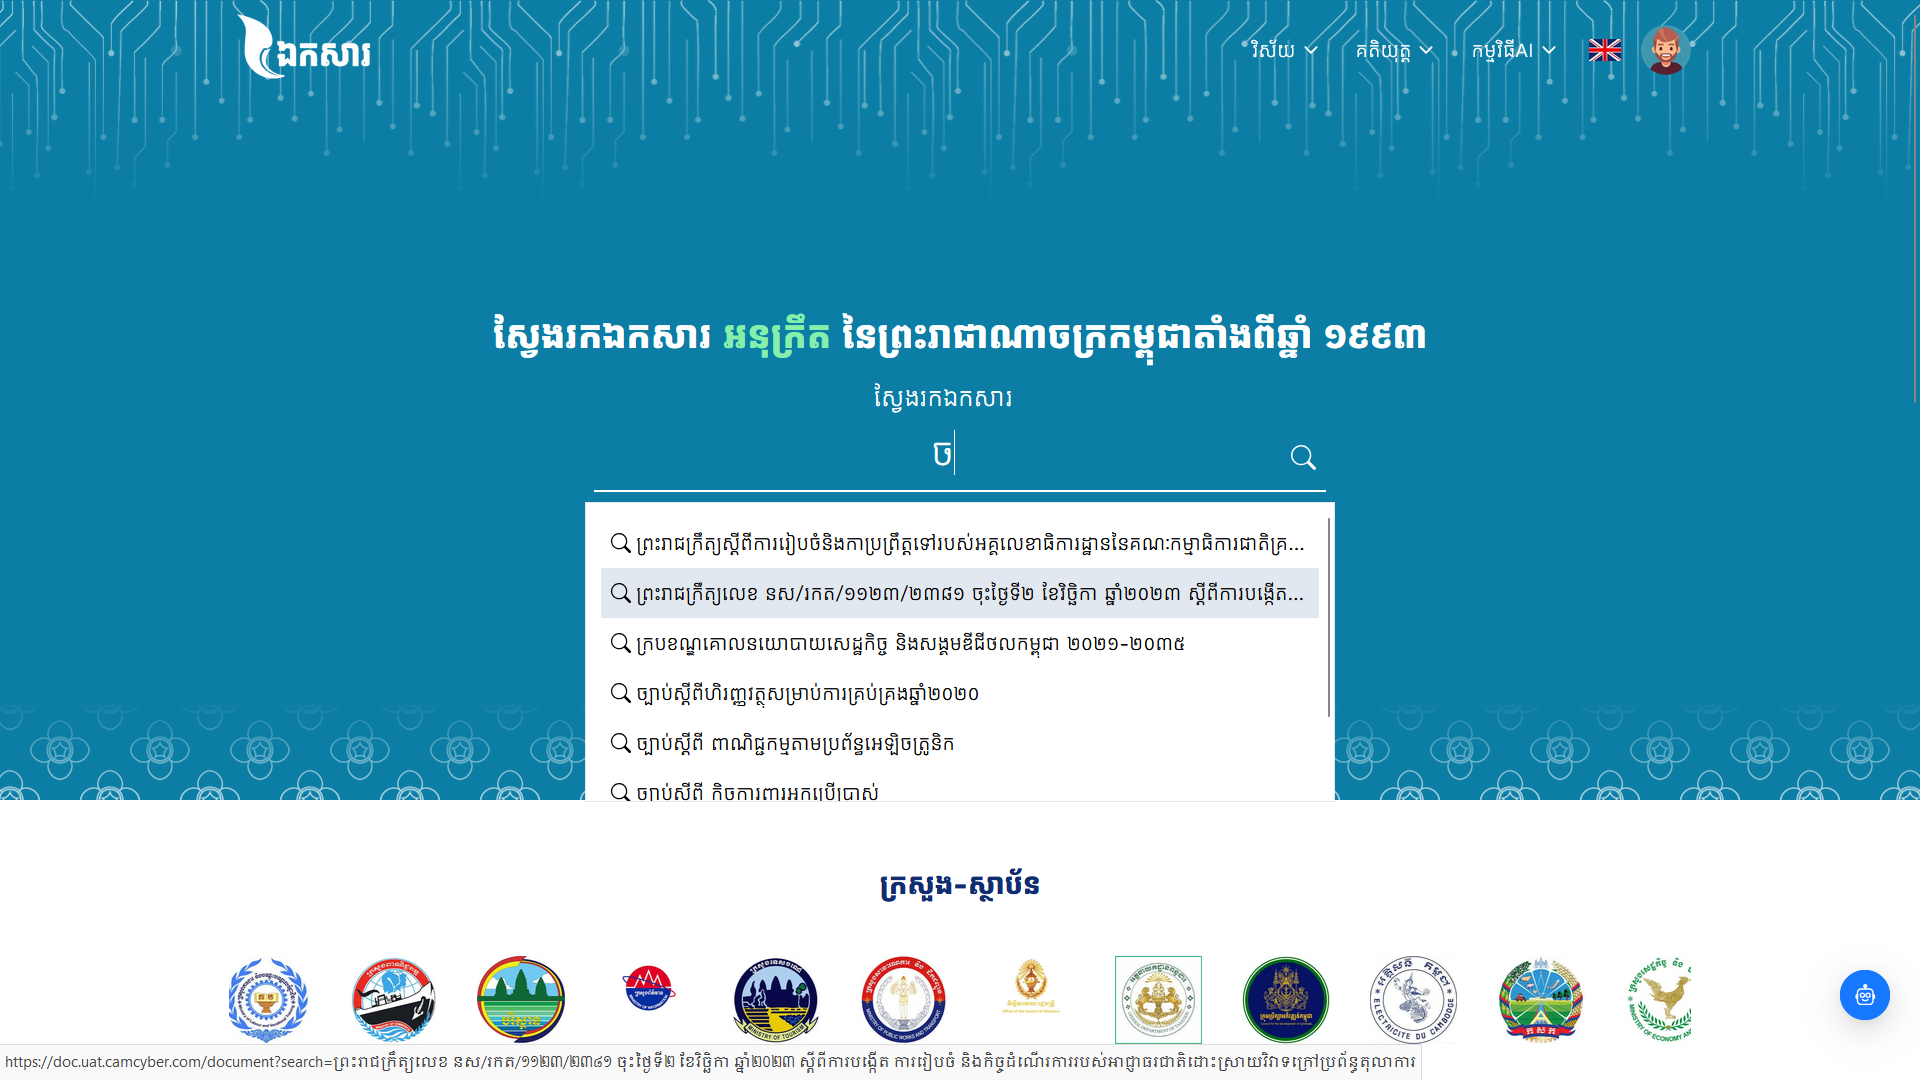 ឯកសារ
វិស័យ
គតិយុត្ត
កម្មវិធីAI
ស្វែងរកឯកសារ អនុក្រឹត នៃព្រះរាជាណាចក្រកម្ពុជាតាំងពីឆ្នាំ ១៩៩៣
ស្វែងរកឯកសារ
ច
ព្រះរាជក្រឹត្យស្តីពីការរៀបចំនិងកាប្រព្រឹត្តទៅរបស់អគ្គលេខាធិការដ្ឋាននៃគណៈកម្មាធិការជាតិគ្រ...
ព្រះរាជក្រឹត្យលេខ នស/រកត/១១២៣/២៣៨១ ចុះថ្ងៃទី២ ខែវិច្ឆិកា ឆ្នាំ២០២៣ ស្តីពីការបង្កើត...
ក្របខណ្ឌគោលនយោបាយសេដ្ឋកិច្ច និងសង្គមឌីជីថលកម្ពុជា ២០២១-២០៣៥
ច្បាប់ស្តីពីហិរញ្ញវត្ថុសម្រាប់ការគ្រប់គ្រងឆ្នាំ២០២០
ច្បាប់ស្តីពី ពាណិជ្ជកម្មតាមប្រព័ន្ធអេឡិចត្រូនិក
ច្បាប់ស្តីពី កិច្ចការពារអ្នកប្រើប្រាស់
ក្រសួង-ស្ថាប័ន
MINISTRY OF TOURISM
MINISTRY OF PUBLIC WORKS AND TRANSPORT
ELECTRICITE DU CAMBODGE
https://doc.uat.camcyber.com/document?search=ព្រះរាជក្រឹត្យលេខ នស/រកត/១១២៣/២៣៨១ ចុះថ្ងៃទី២ ខែវិច្ឆិកា ឆ្នាំ២០២៣ ស្តីពីការបង្កើត ការរៀបចំ និងកិច្ចដំណើរការរបស់អាជ្ញាធរជាតិដោះស្រាយវិវាទក្រៅប្រព័ន្ធតុលាការ